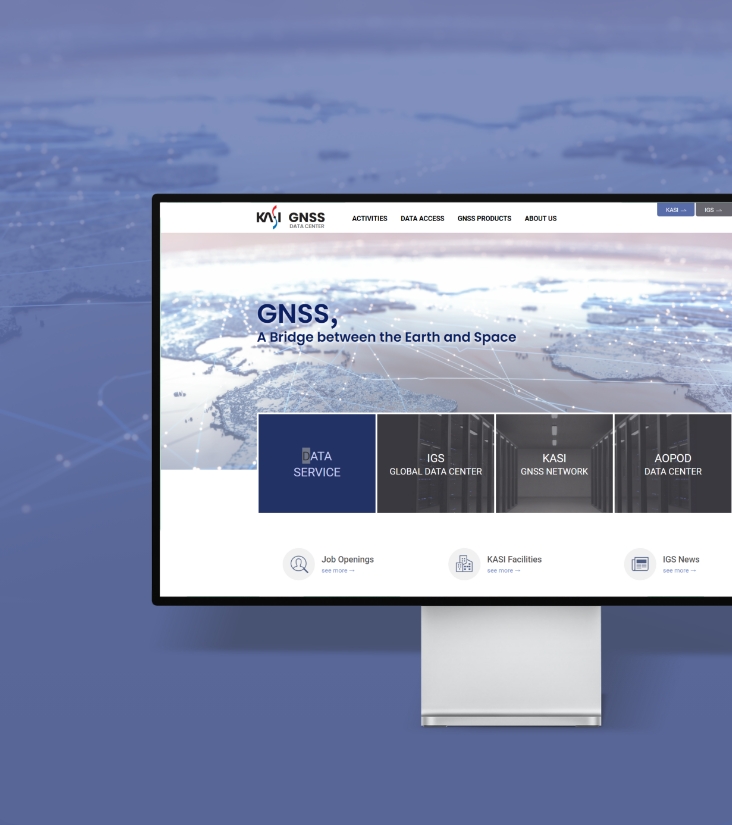 KASI GNSS
DATA CENTER
ACTIVITIES DATA ACCESS GNSS PRODUCTS ABOUT US
KASI → IGS →
GNSS,
A Bridge between the Earth and Space
DATA
SERVICE
IGS
GLOBAL DATA CENTER
KASI
GNSS NETWORK
AOPOD
DATA CENTER
Job Openings
see more →
KASI Facilities
see more →
IGS News
see more →